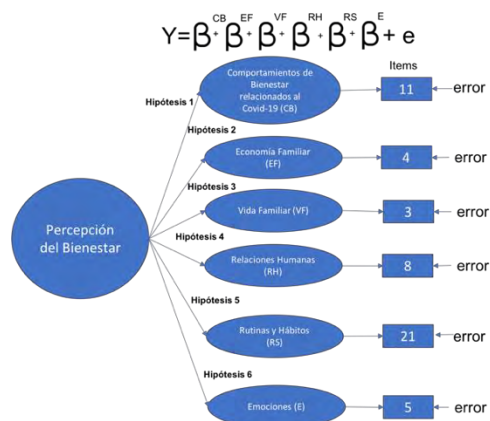 Y=β^CB + β^EF + β^VF + β^RH + β^RS + β^E + e
Items
Comportamientos de
Bienestar
relacionados al
Covid-19 (CB)
11
error
Hipótesis 1
Hipótesis 2
Economía Familiar
(EF)
4
error
Hipótesis 3
Vida Familiar (VF)
3
error
Percepción
del Bienestar
Hipótesis 4
Relaciones Humanas
(RH)
8
error
Hipótesis 5
Rutinas y Hábitos
(RS)
21
error
Hipótesis 6
Emociones (E)
5
error